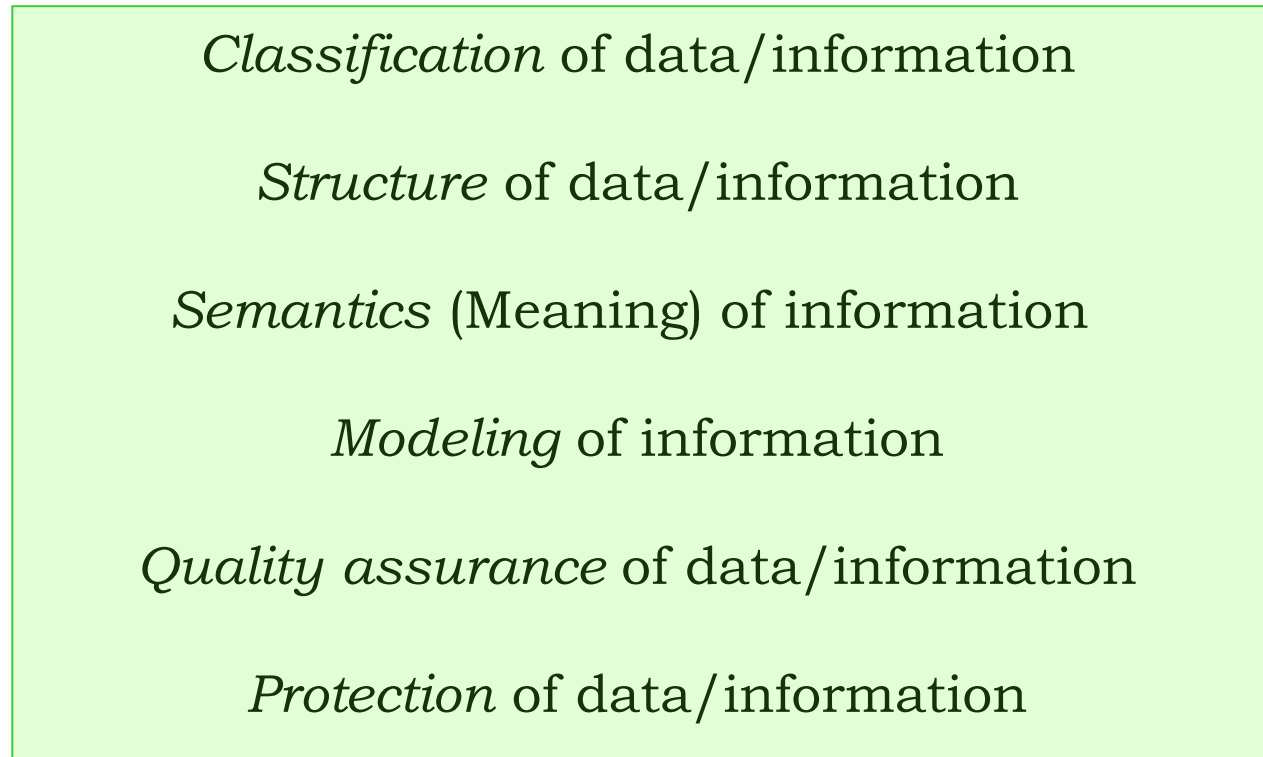 Classification of data/information
Structure of data/information
Semantics (Meaning) of information
Modeling of information
Quality assurance of data/information
Protection of data/information